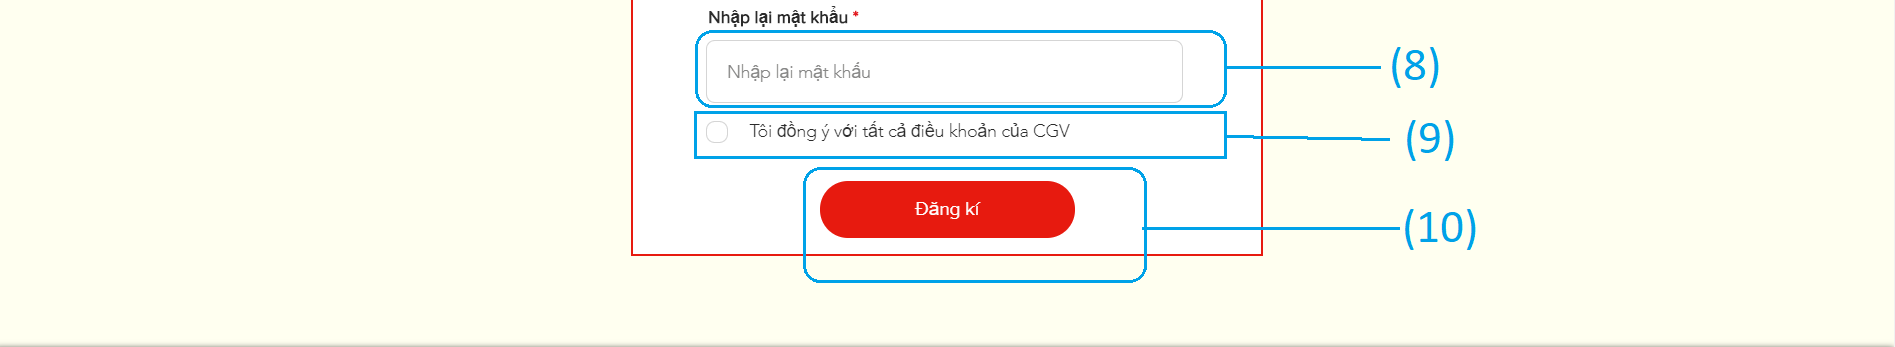 Nhập lại mật khẩu *
Nhập lại mật khẩu
(8)
Tôi đồng ý với tất cả điều khoản của CGV
(9)
Đăng kí
(10)